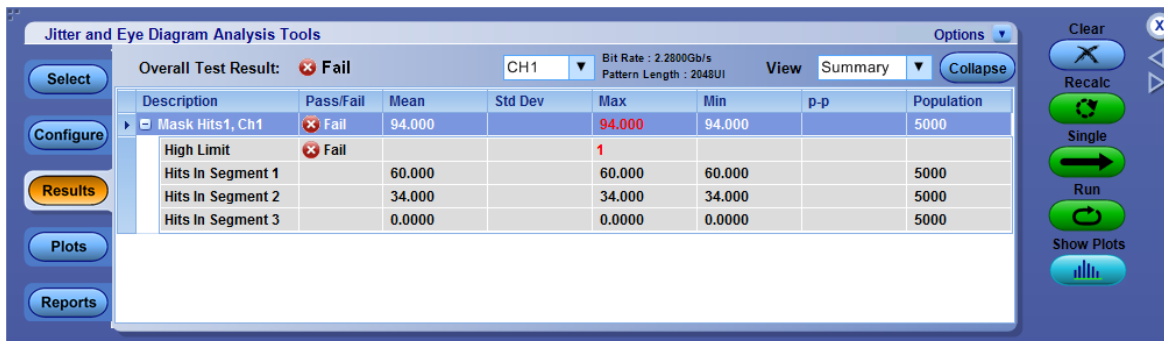 Jitter and Eye Diagram Analysis Tools
Options
Clear
X
Select
Overall Test Result: Fail
CH1
Bit Rate : 2.2800Gb/s
Pattern Length : 2048UI
View
Summary
Collapse
Recalc
Description Pass/Fail Mean Std Dev Max Min p-p Population
Configure
Mask Hits1, Ch1 Fail 94.000 94.000 94.000 5000
Single
High Limit Fail 1
Hits In Segment 1 60.000 60.000 60.000 5000
Results
Hits In Segment 2 34.000 34.000 34.000 5000
Run
Hits In Segment 3 0.0000 0.0000 0.0000 5000
Plots
Show Plots
Reports